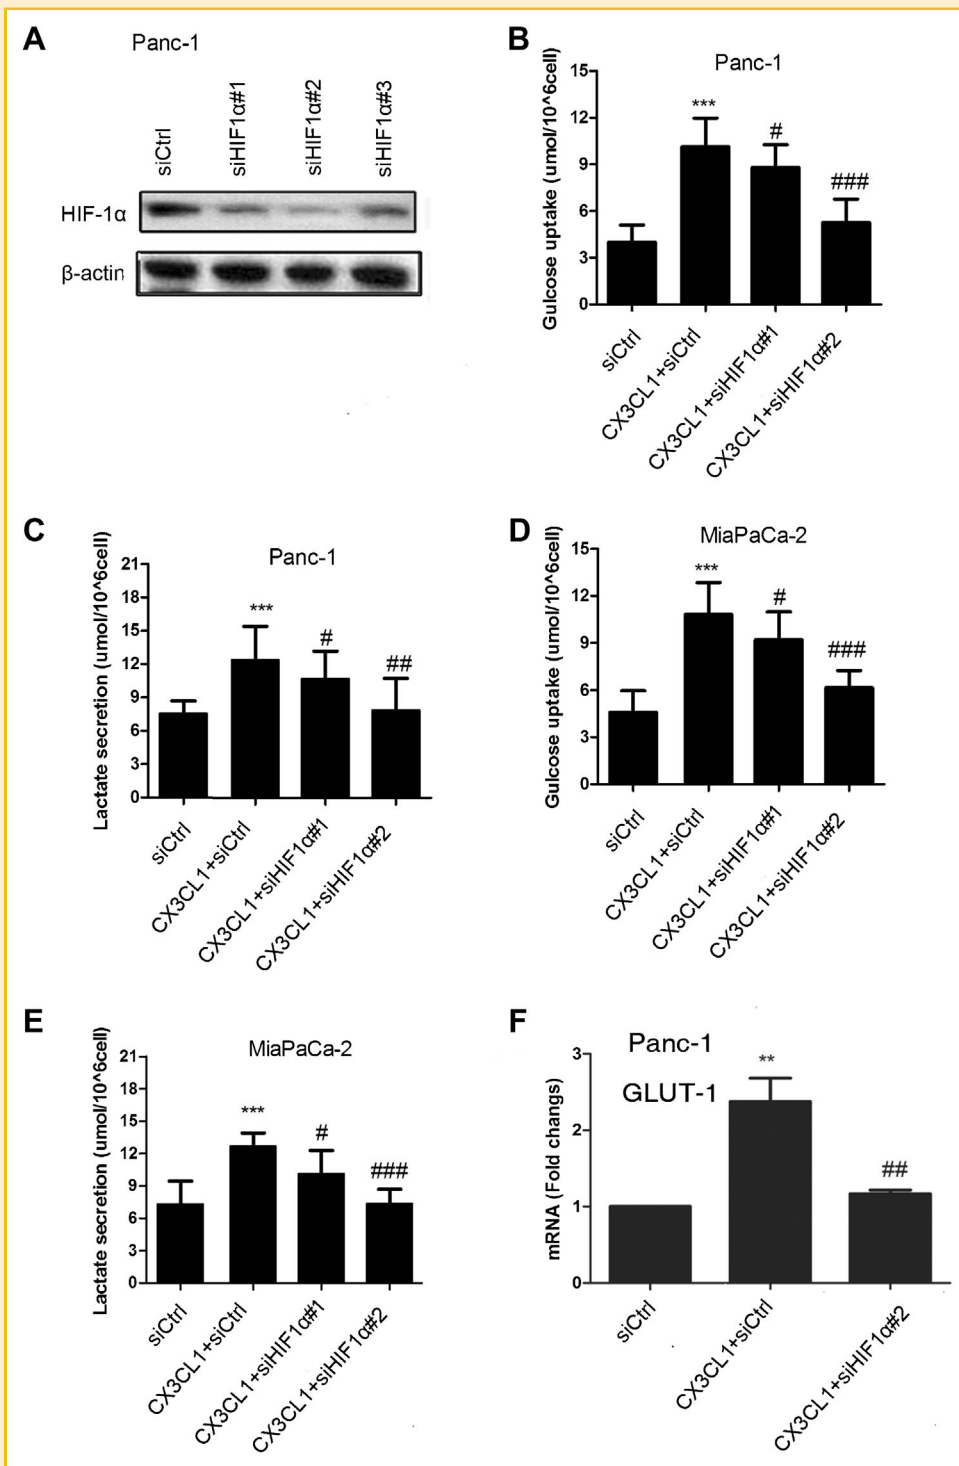 A
Panc-1
siCtrl
siHIF1α#1
siHIF1α#2
siHIF1α#3
HIF-1α
β-actin
B
Panc-1
Gulcose uptake (umol/10^6cell)
15
12
9
6
3
0
***
#
###
siCtrl
CX3CL1+siCtrl
CX3CL1+siHIF1α#1
CX3CL1+siHIF1α#2
C
Panc-1
Lactate secretion (umol/10^6cell)
21
18
15
12
9
6
3
0
***
#
##
siCtrl
CX3CL1+siCtrl
CX3CL1+siHIF1α#1
CX3CL1+siHIF1α#2
D
MiaPaCa-2
Gulcose uptake (umol/10^6cell)
15
12
9
6
3
0
***
#
###
siCtrl
CX3CL1+siCtrl
CX3CL1+siHIF1α#1
CX3CL1+siHIF1α#2
E
MiaPaCa-2
Lactate secretion (umol/10^6cell)
21
18
15
12
9
6
3
0
***
#
###
siCtrl
CX3CL1+siCtrl
CX3CL1+siHIF1α#1
CX3CL1+siHIF1α#2
F
Panc-1
GLUT-1
mRNA (Fold changs)
3
2
1
0
**
##
siCtrl
CX3CL1+siCtrl
CX3CL1+siHIF1α#2